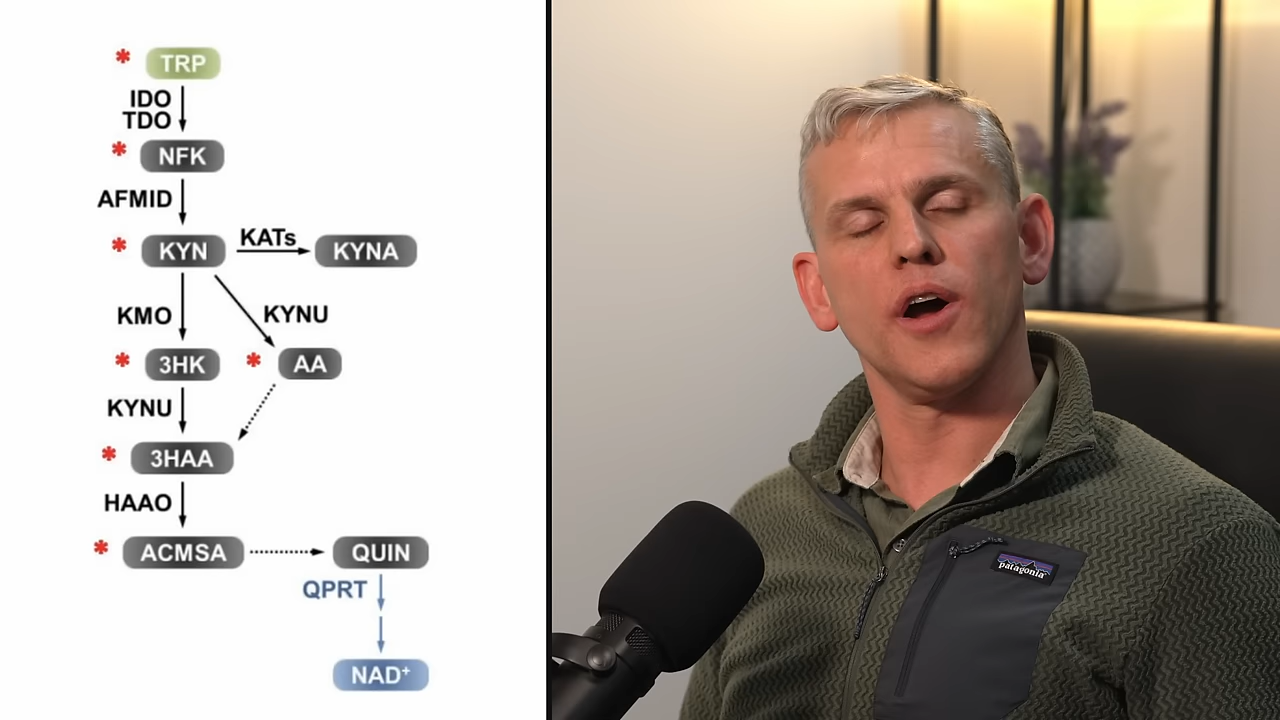 * TRP
IDO
TDO
* NFK
AFMID
* KYN
KATs
KYNA
KMO
KYNU
* 3HK
* AA
KYNU
* 3HAA
HAAO
* ACMSA
QUIN
QPRT
NAD⁺
patagonia